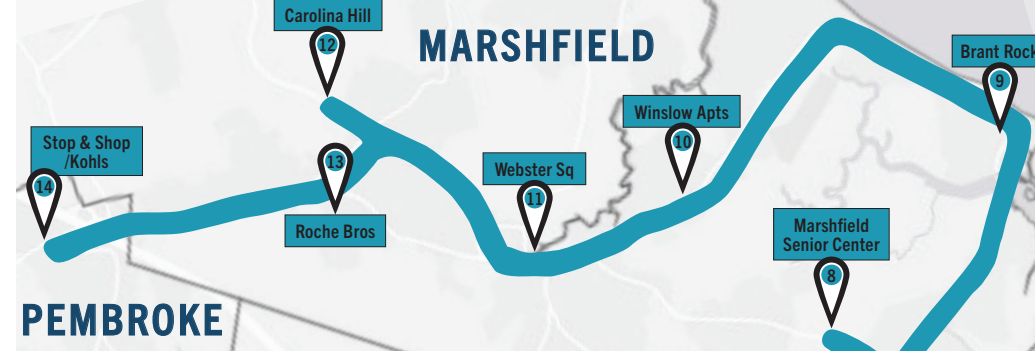 Carolina Hill
12
MARSHFIELD
Brant Rock
9
Winslow Apts
10
Stop & Shop
/Kohls
14
13
Roche Bros
Webster Sq
11
Marshfield
Senior Center
8
PEMBROKE